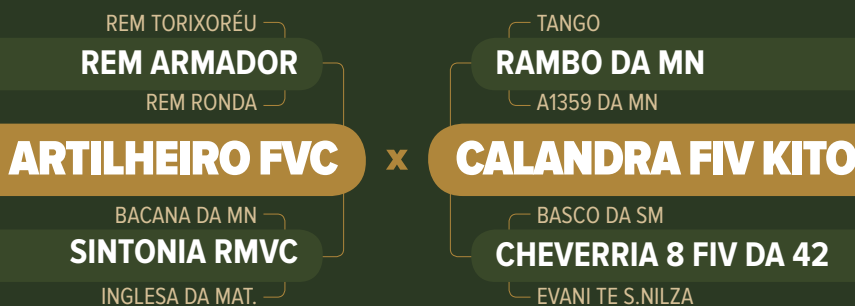 REM TORIXORÉU
REM ARMADOR
REM RONDA
ARTILHEIRO FVC
BACANA DA MN
SINTONIA RMVC
INGLESA DA MAT.
x
TANGO
RAMBO DA MN
A1359 DA MN
CALANDRA FIV KITO
BASCO DA SM
CHEVERRIA 8 FIV DA 42
EVANI TE S.NILZA